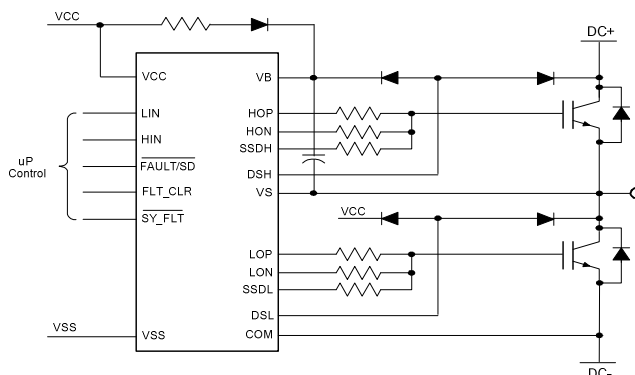 VCC
DC+
VCC
VB
LIN
HOP
HIN
HON
SSDH
uP
Control
FAULT/SD
DSH
FLT_CLR
VS
SY_FLT
VCC
LOP
LON
SSDL
DSL
VSS
VSS
COM
DC-